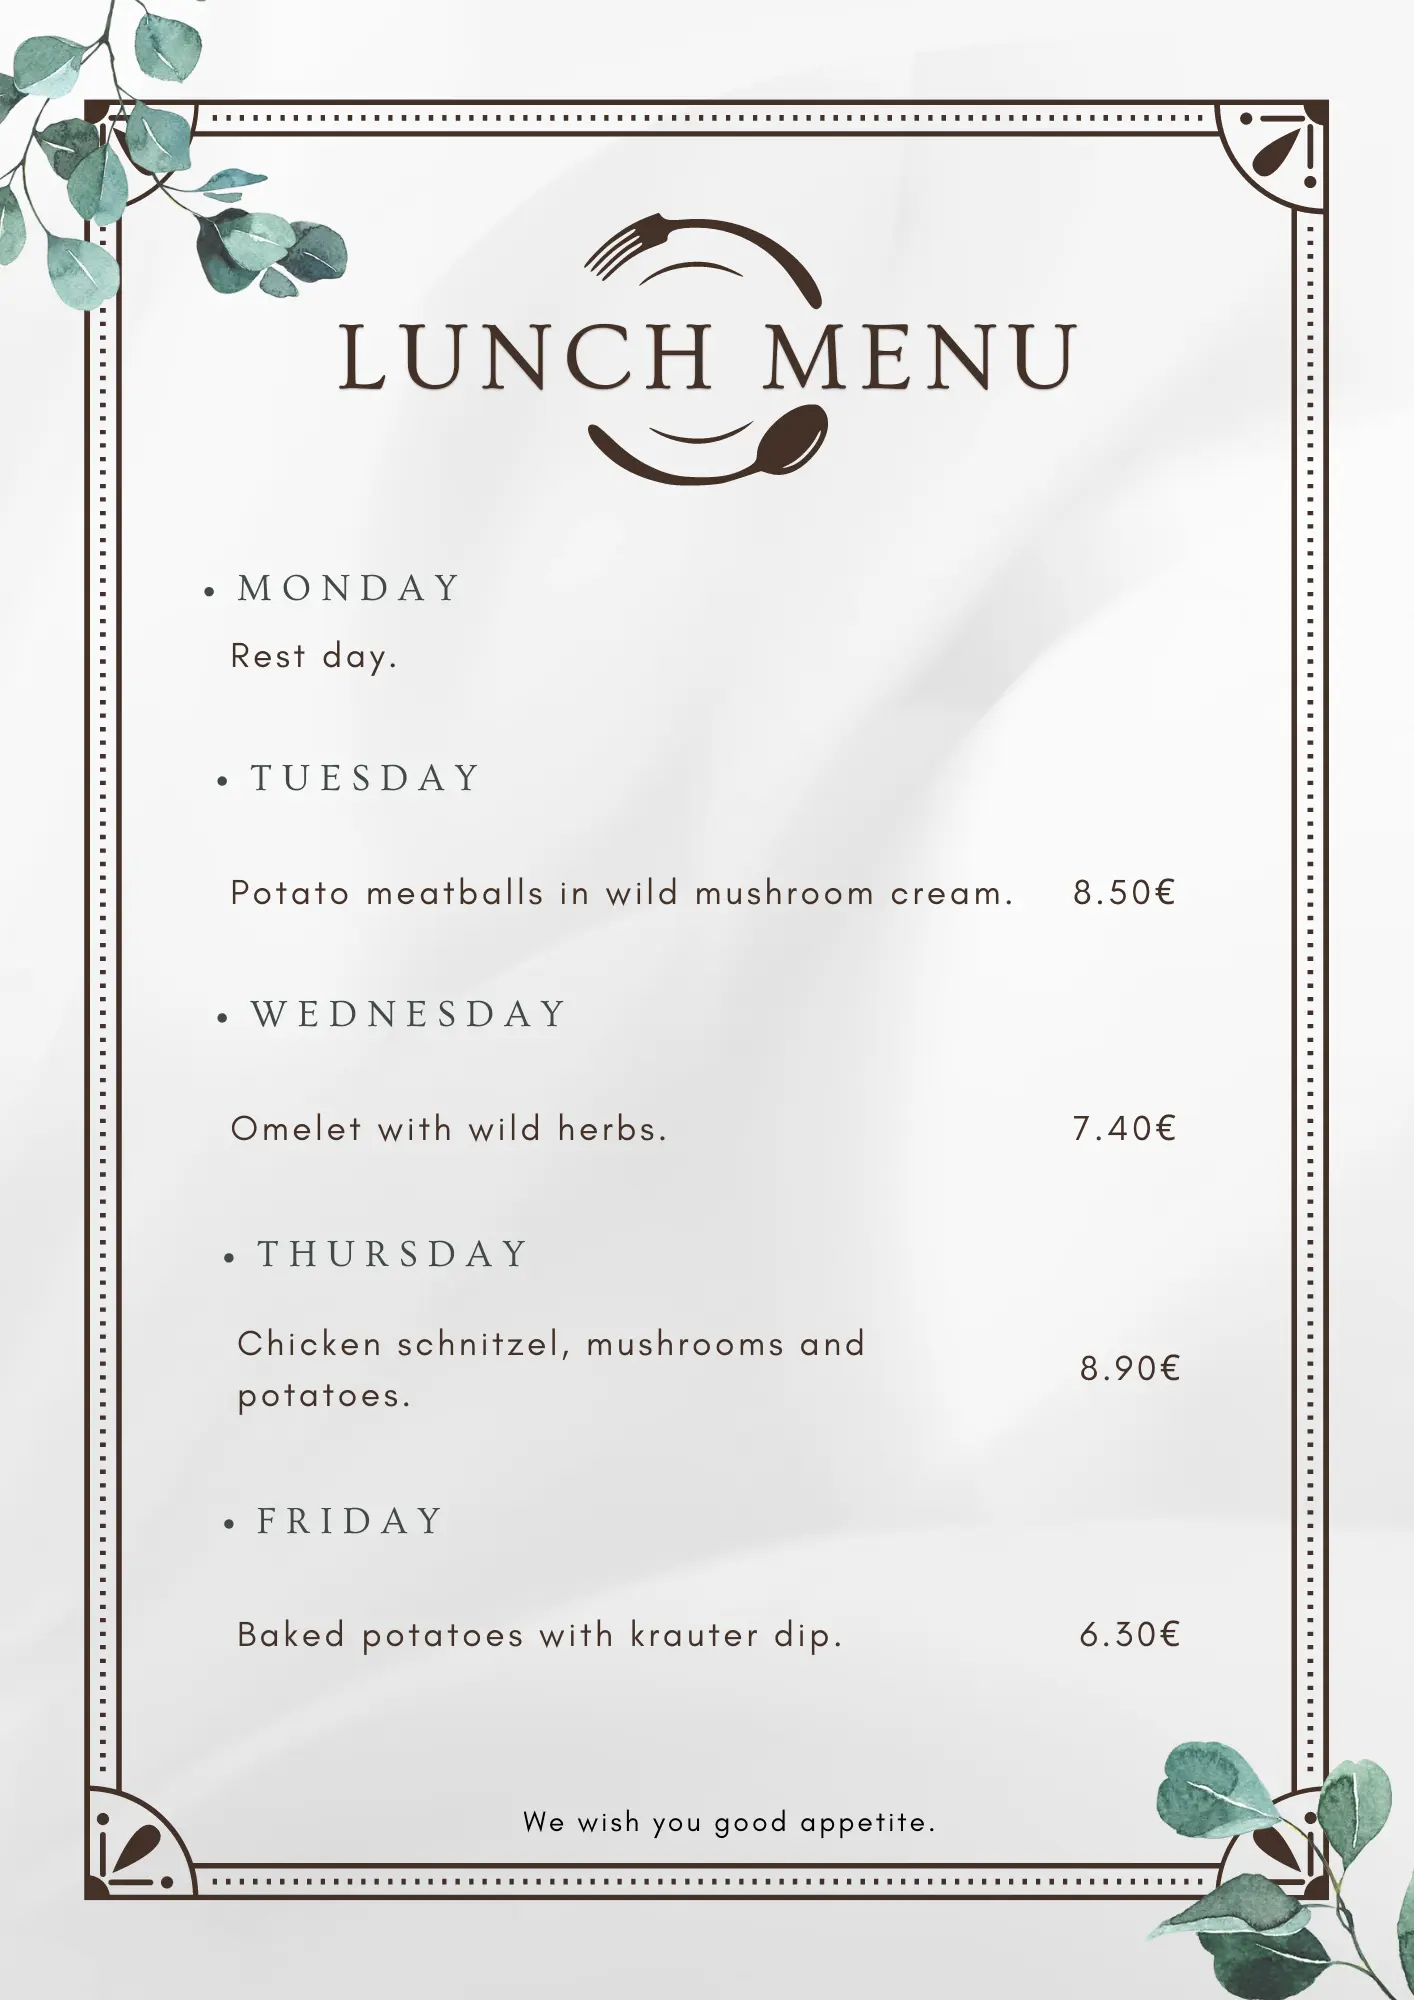 LUNCH MENU
• MONDAY
Rest day.
• TUESDAY
Potato meatballs in wild mushroom cream. 8.50€
• WEDNESDAY
Omelet with wild herbs. 7.40€
• THURSDAY
Chicken schnitzel, mushrooms and
potatoes. 8.90€
• FRIDAY
Baked potatoes with krauter dip. 6.30€
We wish you good appetite.